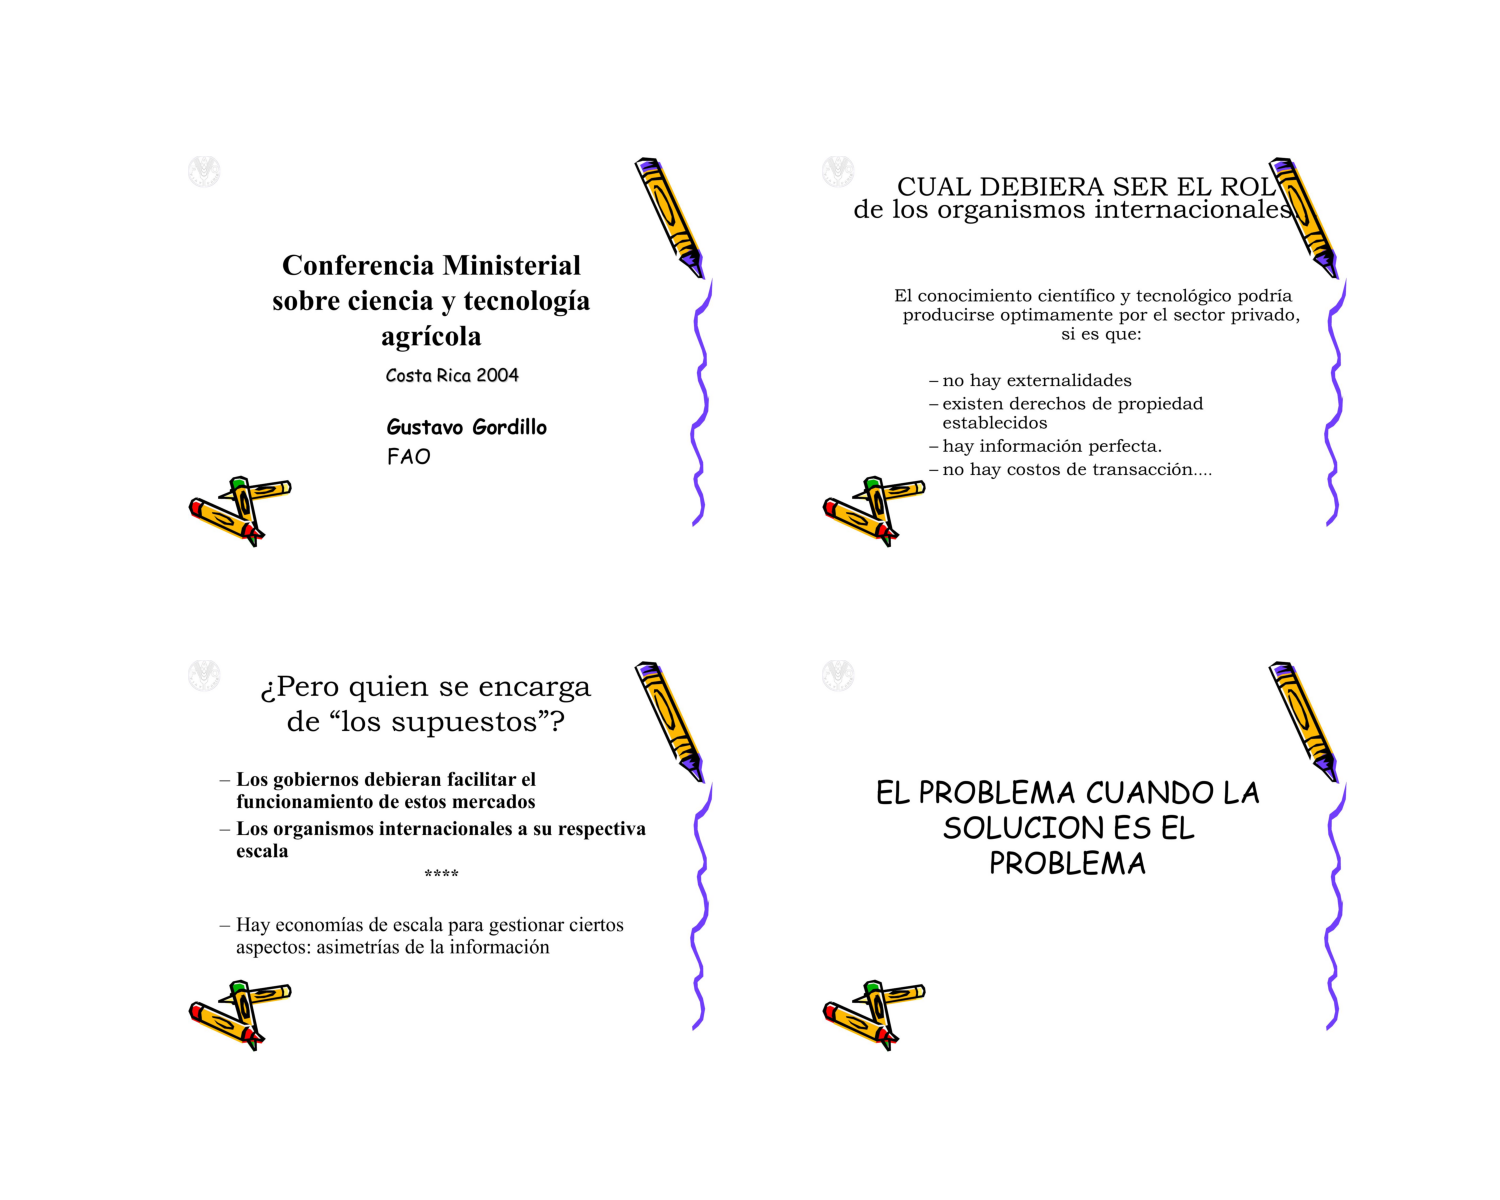 Conferencia Ministerial
sobre ciencia y tecnología
agrícola
Costa Rica 2004
Gustavo Gordillo
FAO
CUAL DEBIERA SER EL ROL
de los organismos internacionales.
El conocimiento científico y tecnológico podría
producirse optimamente por el sector privado,
si es que:
– no hay externalidades
– existen derechos de propiedad
establecidos
– hay información perfecta.
– no hay costos de transacción....
¿Pero quien se encarga
de “los supuestos”?
– Los gobiernos debieran facilitar el
funcionamiento de estos mercados
– Los organismos internacionales a su respectiva
escala
****
– Hay economías de escala para gestionar ciertos
aspectos: asimetrías de la información
EL PROBLEMA CUANDO LA
SOLUCION ES EL
PROBLEMA